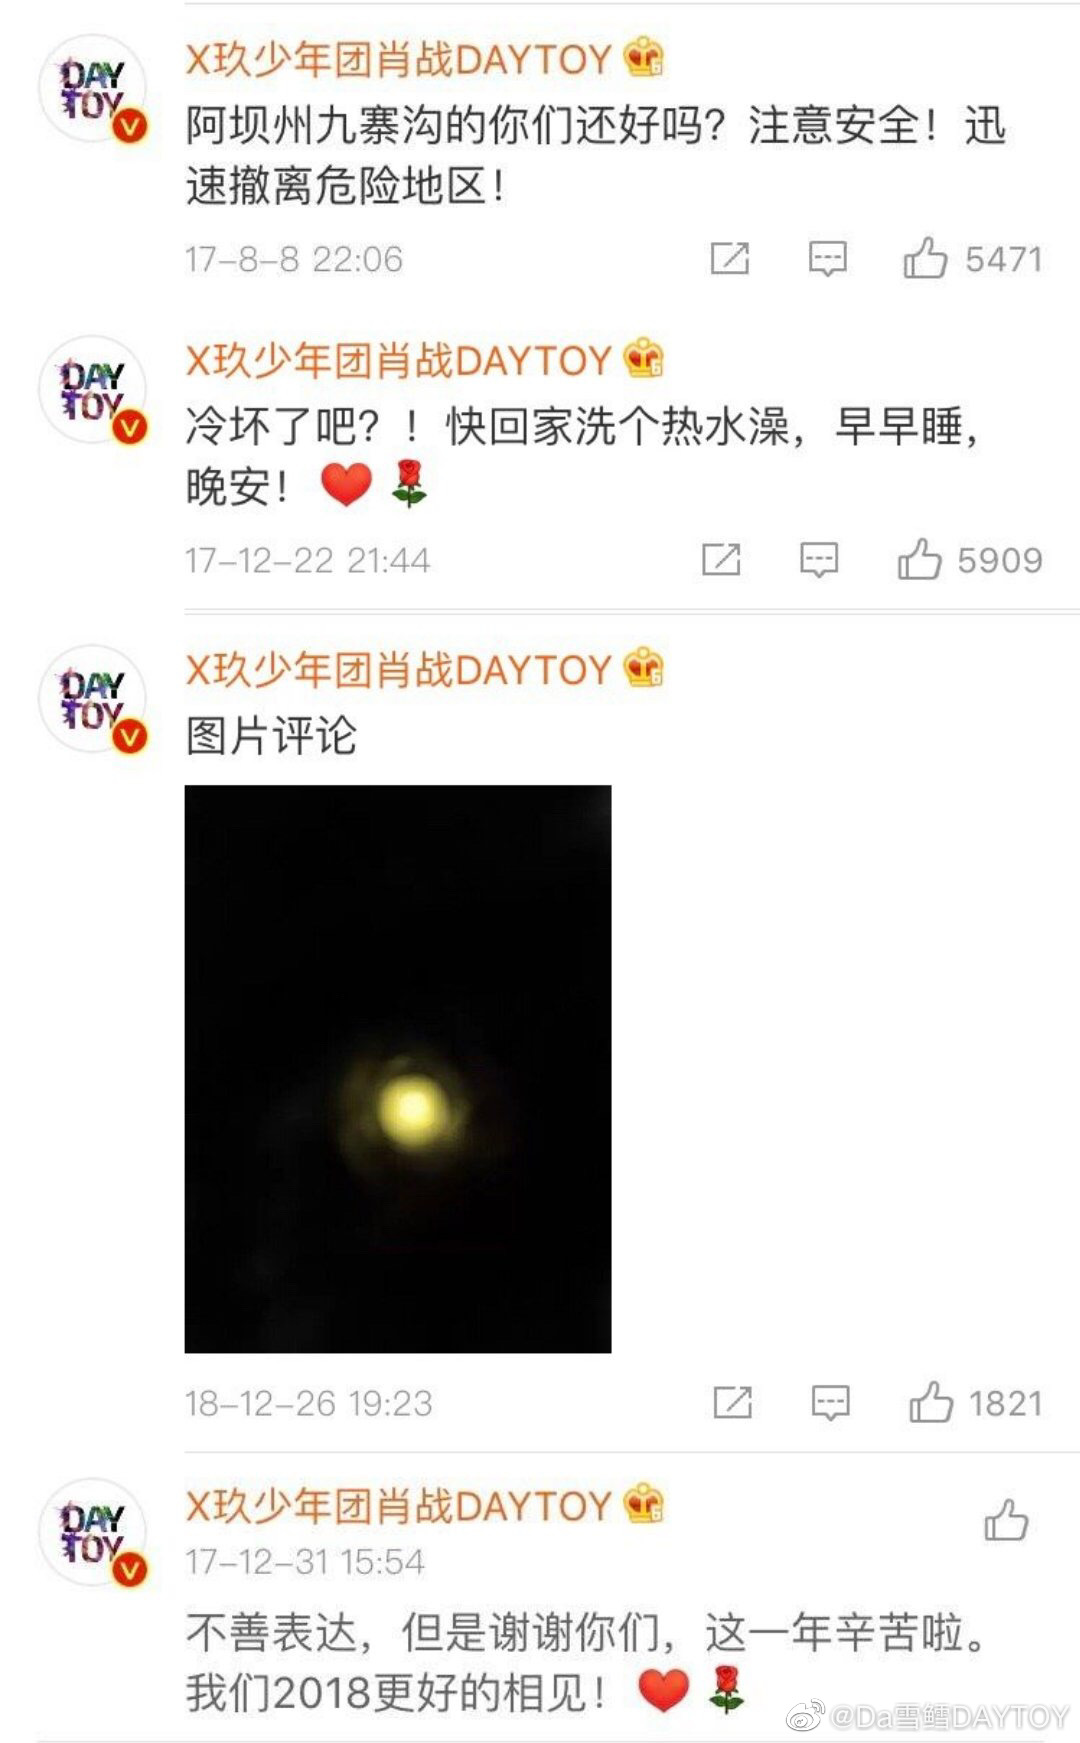 DAY TOY
X玖少年团肖战DAYTOY
阿坝州九寨沟的你们还好吗？注意安全！迅
速撤离危险地区！
17-8-8 22:06
5471
DAY TOY
X玖少年团肖战DAYTOY
冷坏了吧？！快回家洗个热水澡，早早睡，
晚安！❤️🌹
17-12-22 21:44
5909
DAY TOY
X玖少年团肖战DAYTOY
图片评论
18-12-26 19:23
1821
DAY TOY
X玖少年团肖战DAYTOY
17-12-31 15:54
不善表达，但是谢谢你们，这一年辛苦啦。
我们2018更好的相见！❤️🌹
@Da雪鳕DAYTOY